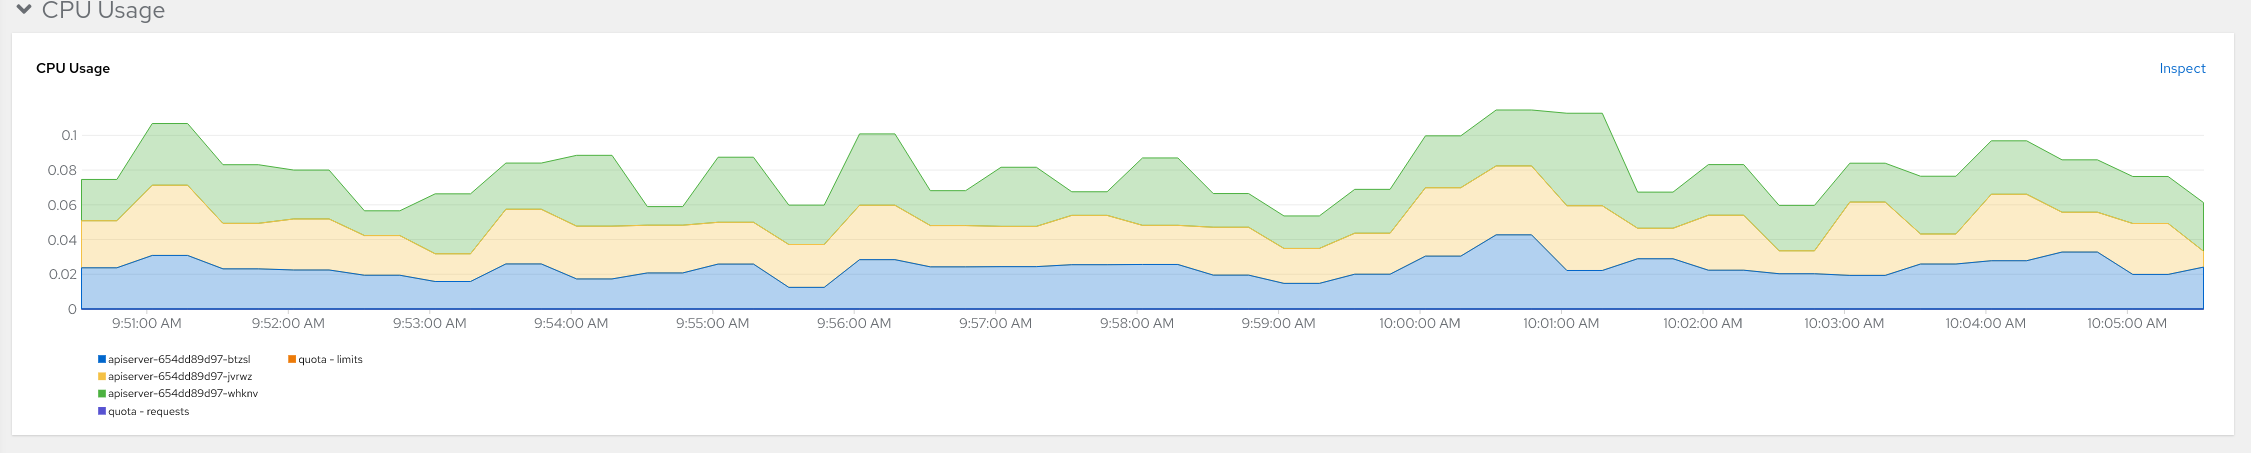 CPU Usage
CPU Usage
Inspect
0.1
0.08
0.06
0.04
0.02
0
9:51:00 AM 9:52:00 AM 9:53:00 AM 9:54:00 AM 9:55:00 AM 9:56:00 AM 9:57:00 AM 9:58:00 AM 9:59:00 AM 10:00:00 AM 10:01:00 AM 10:02:00 AM 10:03:00 AM 10:04:00 AM 10:05:00 AM
apiserver-654dd89d97-btzsl
apiserver-654dd89d97-jvrwz
apiserver-654dd89d97-whknv
quota - requests
quota - limits